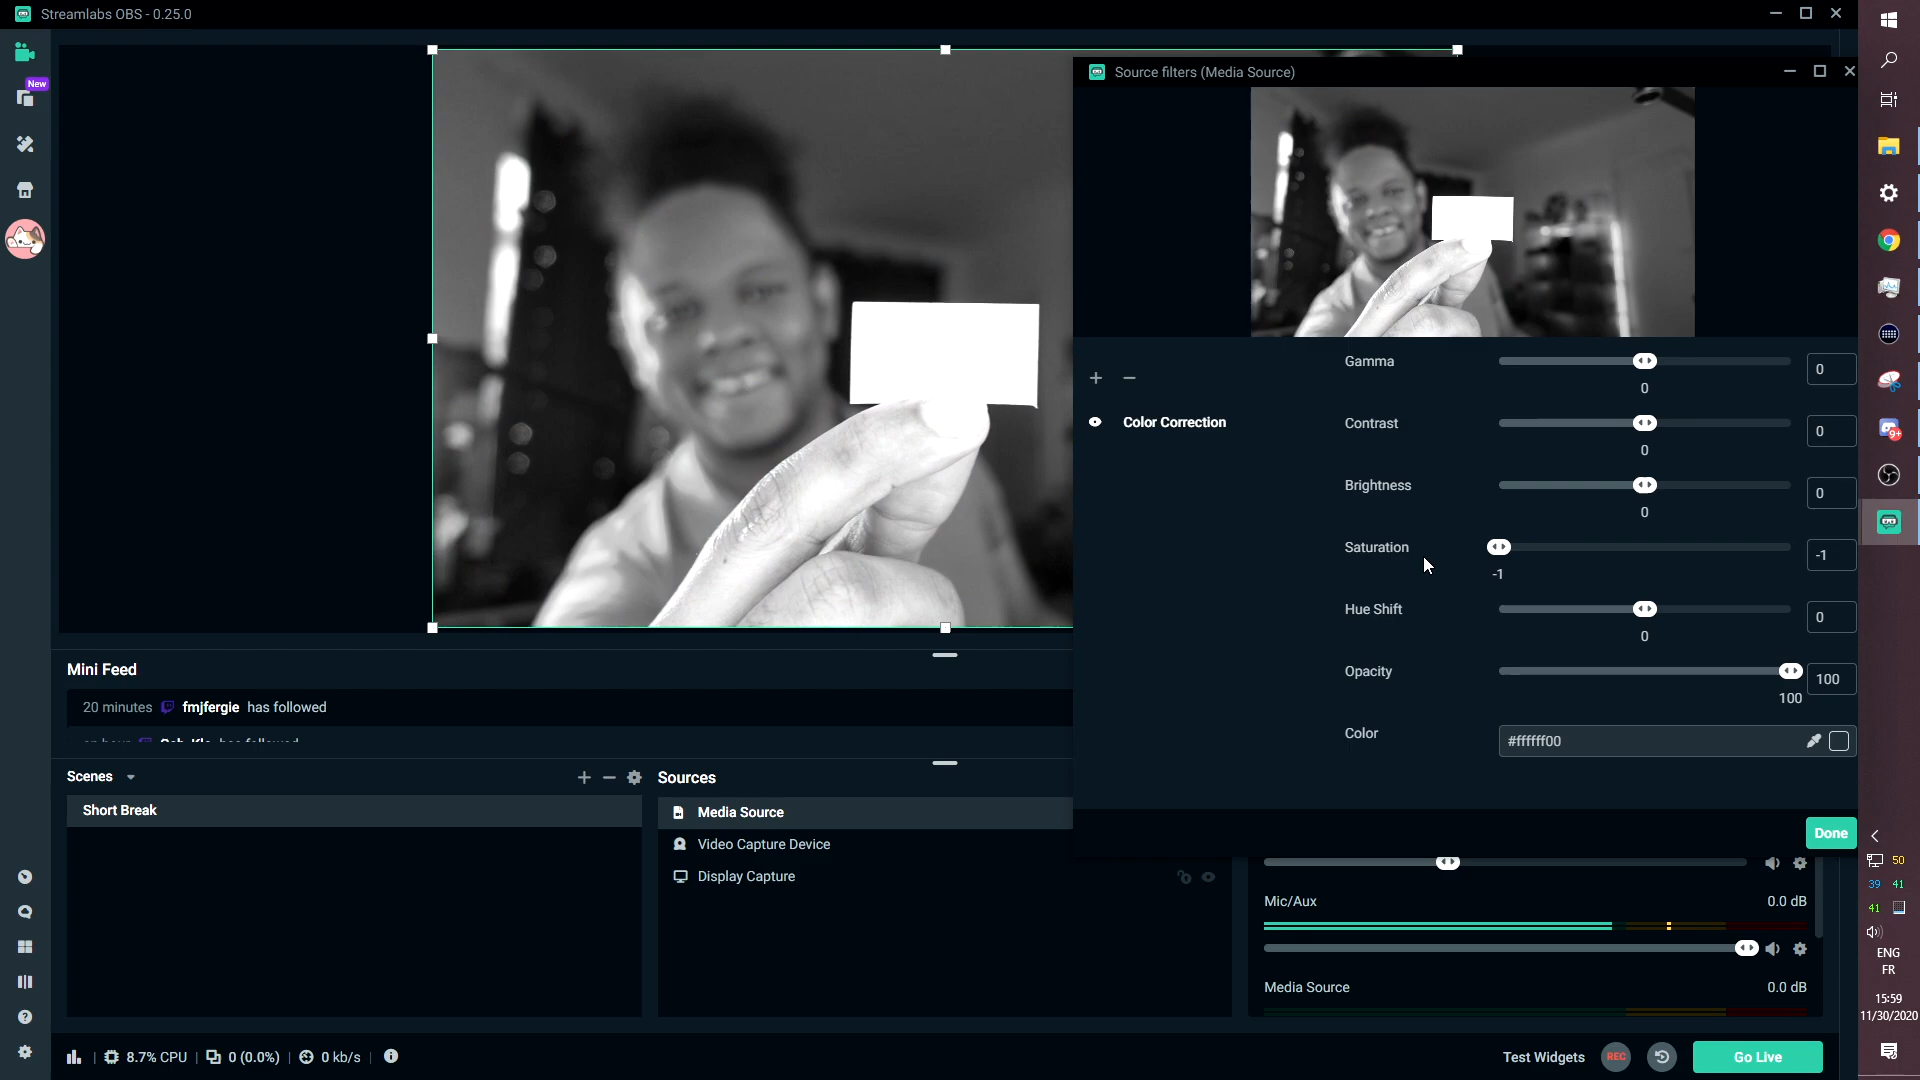 Streamlabs OBS - 0.25.0
New
Source filters (Media Source)
Color Correction
Gamma
0
0
Contrast
0
0
Brightness
0
0
Saturation
-1
-1
Hue Shift
0
0
Opacity
100
100
Color
#ffffff00
Done
Mini Feed
20 minutes fmjfergie has followed
Scenes
Short Break
Sources
Media Source
Video Capture Device
Display Capture
Mic/Aux
0.0 dB
Media Source
0.0 dB
8.7% CPU
0 (0.0%)
0 kb/s
Test Widgets
REC
Go Live
9+
50
39 41
41
ENG
FR
15:59
11/30/2020